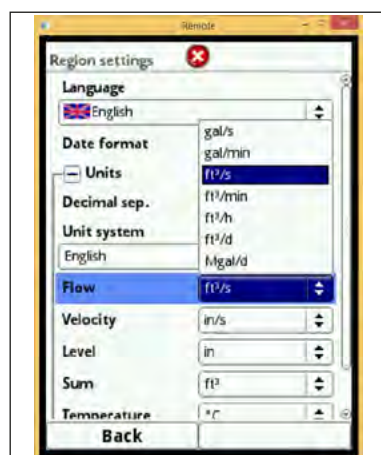 Remote
Region settings
Language
English
Date format
gal/s
gal/min
Units
ft³/s
Decimal sep.
ft³/min
ft³/h
Unit system
ft³/d
English
Mgal/d
Flow ft³/s
Velocity in/s
Level in
Sum ft³
Temperature °C
Back